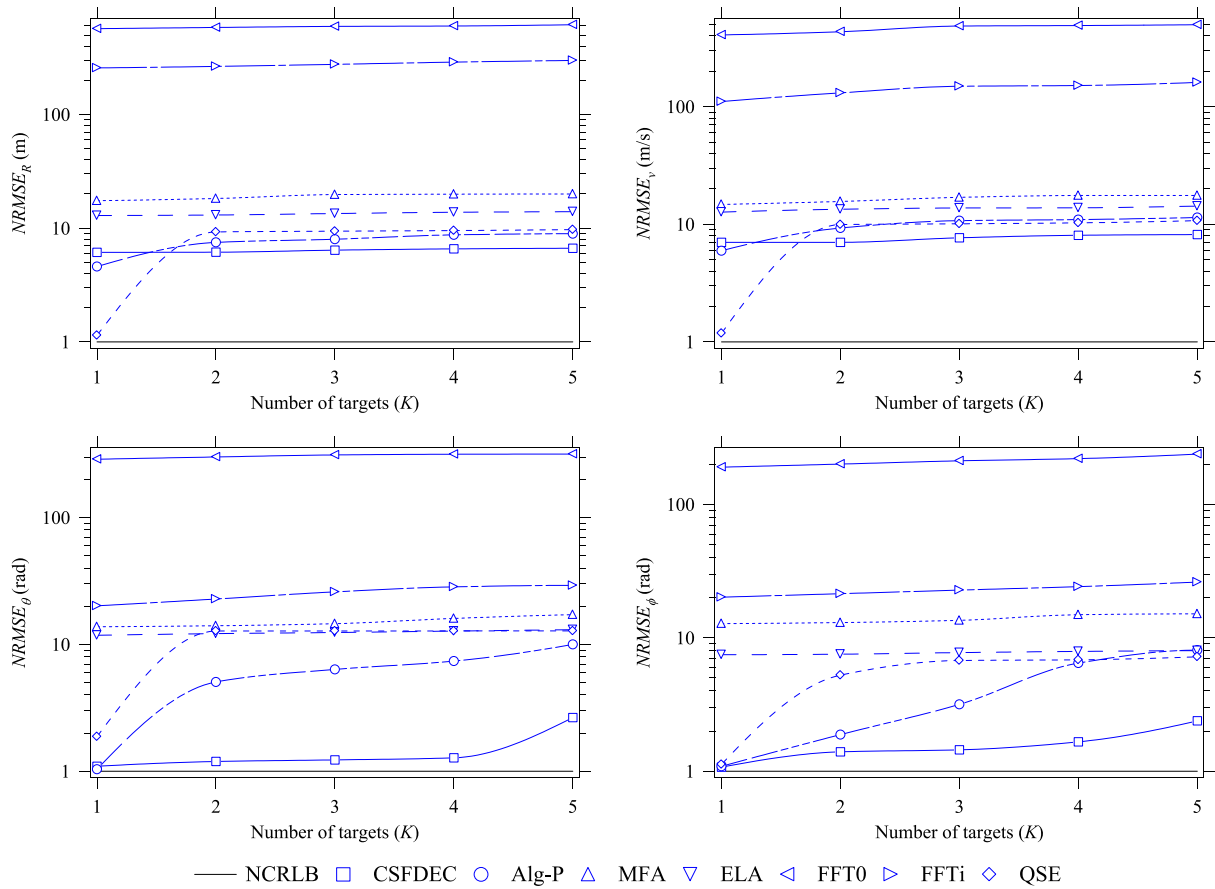 NRMSE_R (m)
100
10
1
1 2 3 4 5
Number of targets (K)
NRMSE_v (m/s)
100
10
1
1 2 3 4 5
Number of targets (K)
NRMSE_θ (rad)
100
10
1
1 2 3 4 5
Number of targets (K)
NRMSE_ϕ (rad)
100
10
1
1 2 3 4 5
Number of targets (K)
NCRLB CSFDEC Alg-P MFA ELA FFT0 FFTi QSE